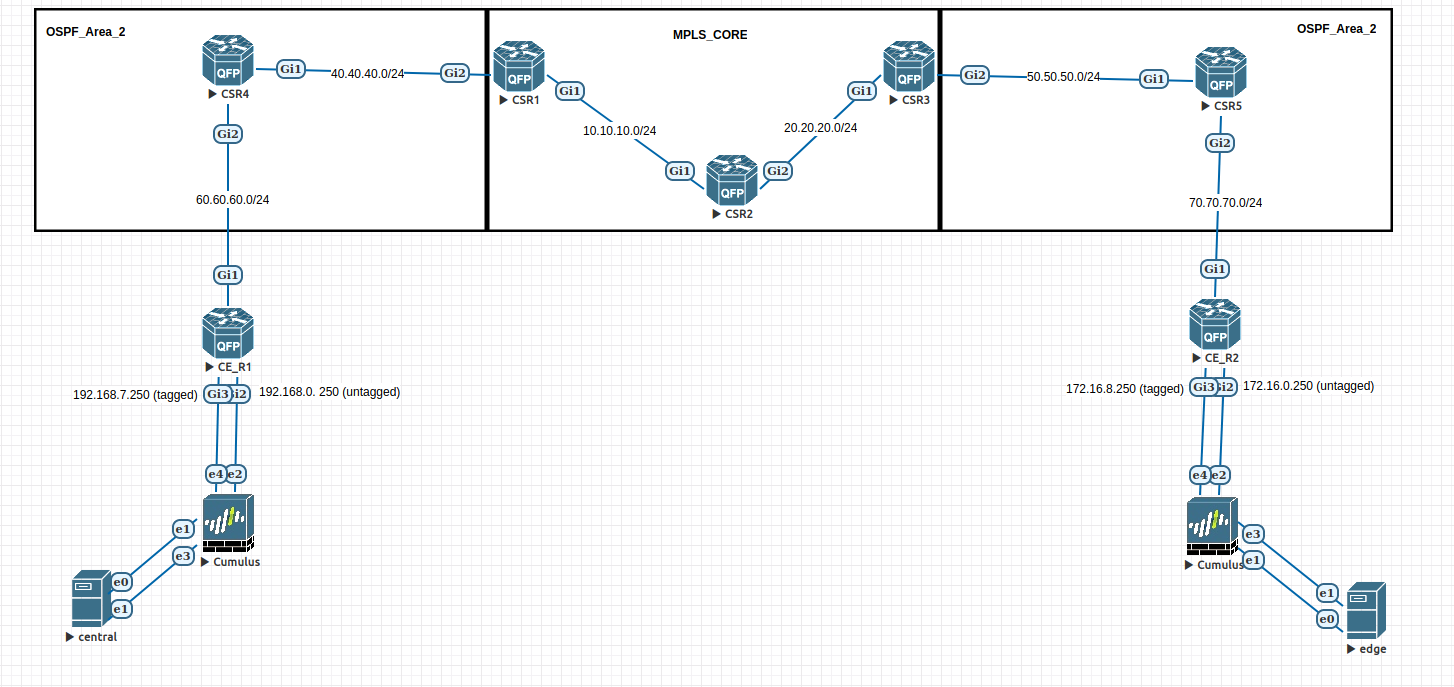 OSPF_Area_2
MPLS_CORE
OSPF_Area_2
QFP
CSR4
Gi1
40.40.40.0/24
Gi2
QFP
CSR1
Gi1
10.10.10.0/24
Gi1
QFP
CSR2
Gi2
20.20.20.0/24
Gi1
QFP
CSR3
Gi2
50.50.50.0/24
Gi1
QFP
CSR5
Gi2
60.60.60.0/24
Gi1
QFP
CE_R1
192.168.7.250 (tagged)
Gi3
i2
192.168.0. 250 (untagged)
e4
e2
Cumulus
e1
e3
e0
e1
central
Gi2
70.70.70.0/24
Gi1
QFP
CE_R2
172.16.8.250 (tagged)
Gi3
i2
172.16.0.250 (untagged)
e4
e2
Cumulus
e3
e1
e1
e0
edge